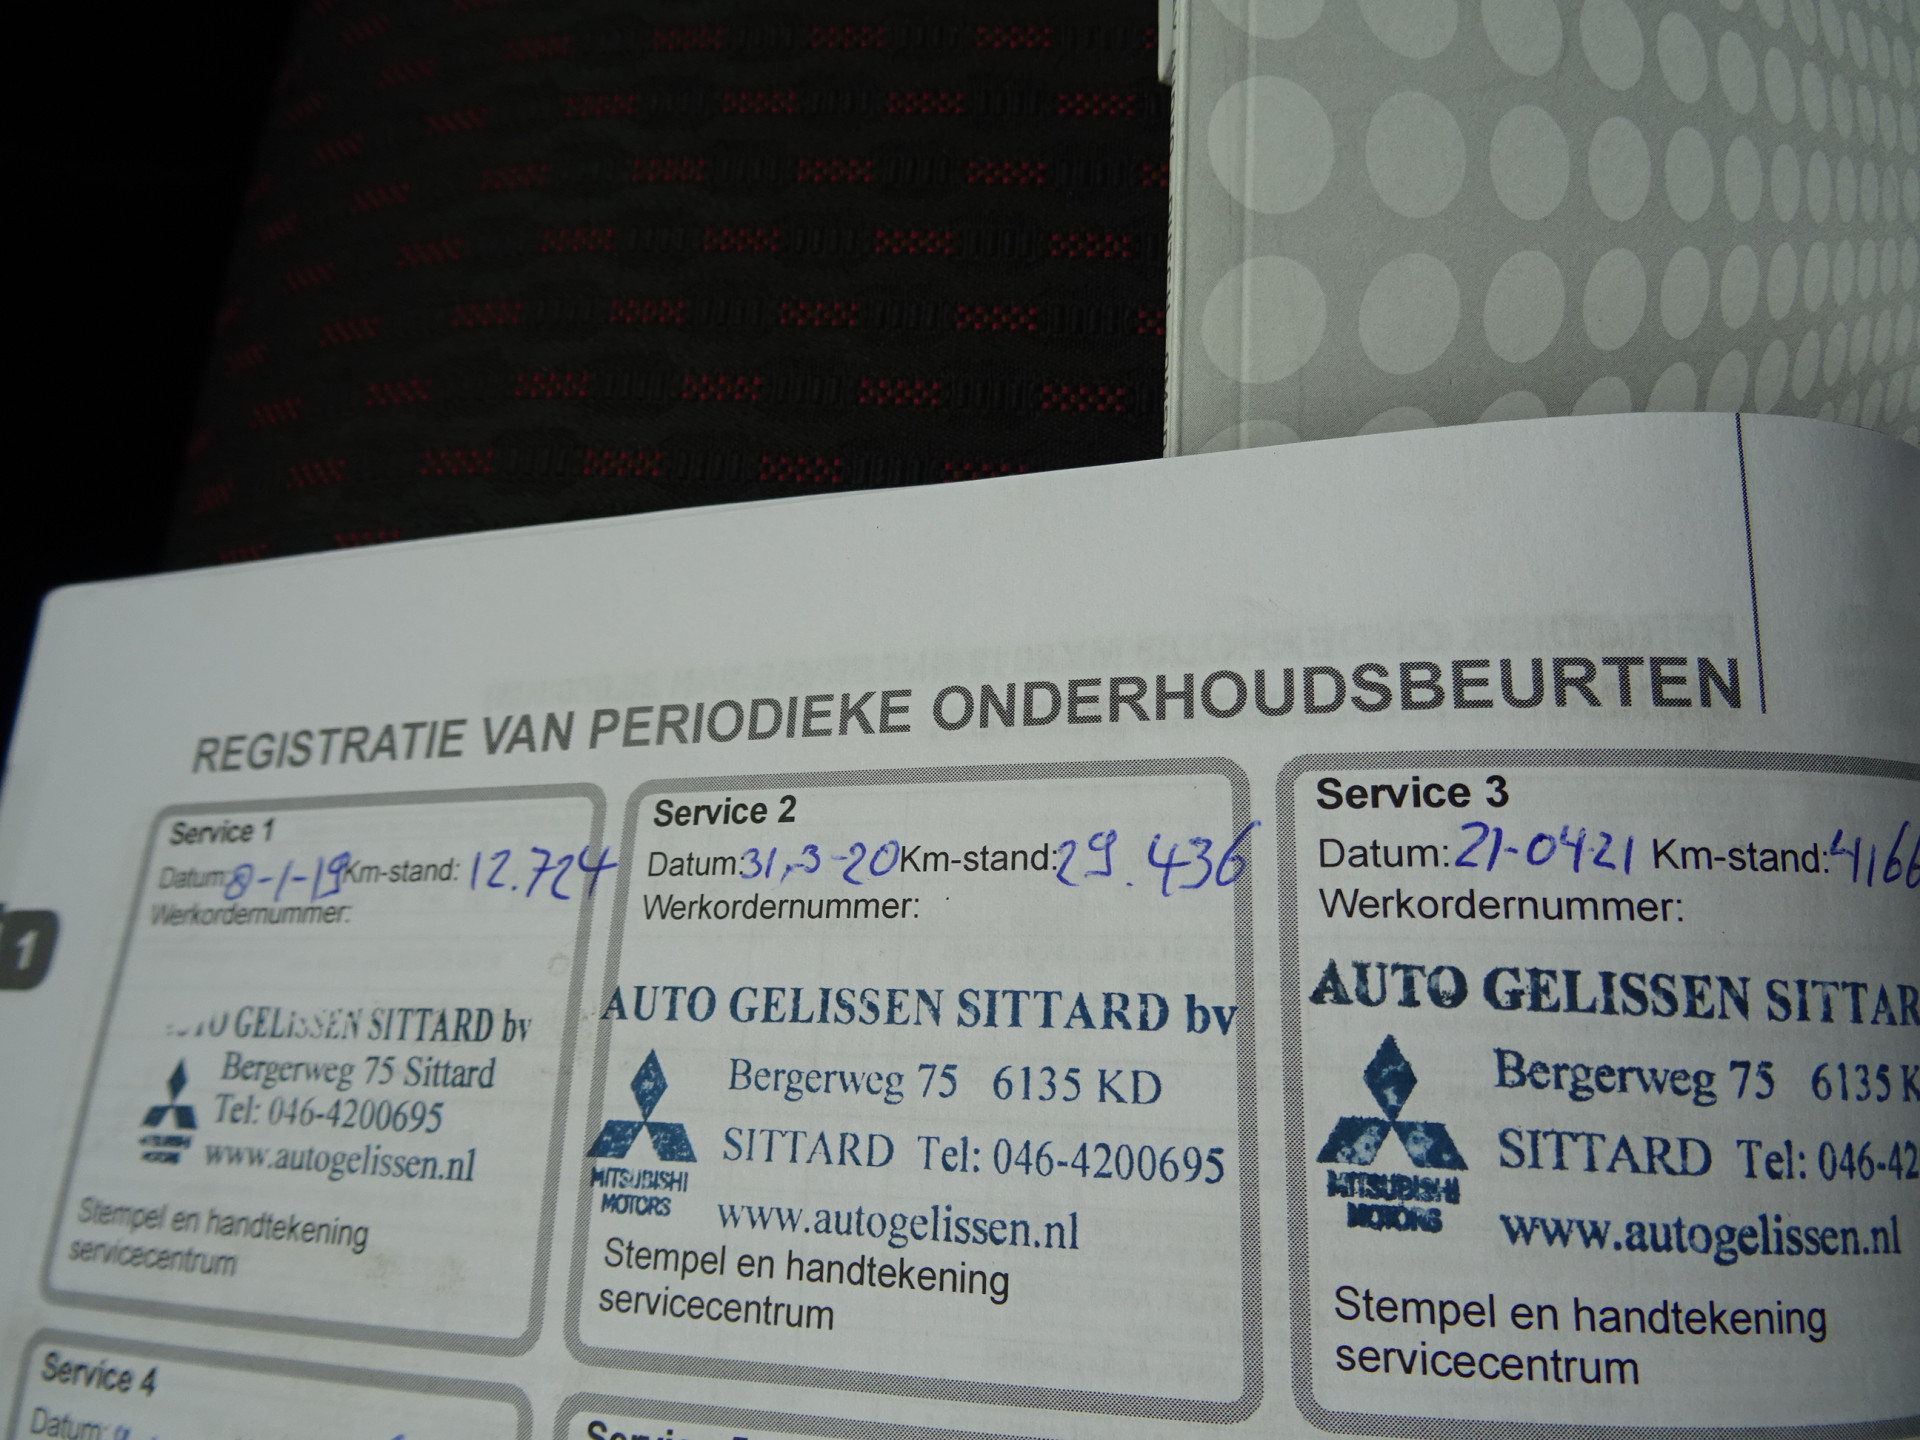 REGISTRATIE VAN PERIODIEKE ONDERHOUDSBEURTEN
1
Service 1
Datum: 8-1-19 Km-stand: 12.724
Werkordernummer:
GELISSEN SITTARD bv
Bergerweg 75 Sittard
Tel: 046-4200695
MITSUBISHI
MOTORS
www.autogelissen.nl
Stempel en handtekening
servicecentrum
Service 2
Datum: 31-3-20 Km-stand: 29.436
Werkordernummer:
AUTO GELISSEN SITTARD bv
Bergerweg 75 6135 KD
SITTARD Tel: 046-4200695
MITSUBISHI
MOTORS
www.autogelissen.nl
Stempel en handtekening
servicecentrum
Service 3
Datum: 21-04-21 Km-stand: 4166
Werkordernummer:
AUTO GELISSEN SITTAR
Bergerweg 75 6135 K
SITTARD Tel: 046-42
MITSUBISHI
MOTORS
www.autogelissen.nl
Stempel en handtekening
servicecentrum
Service 4
Datum:
Service